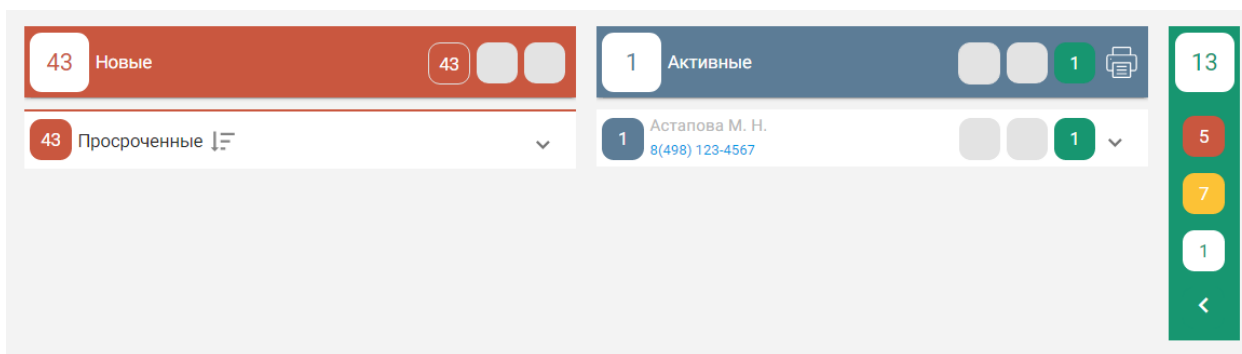 43 Новые 43
43 Просроченные
1 Активные 1
1 Астапова М. Н. 1
8(498) 123-4567
13
5
7
1